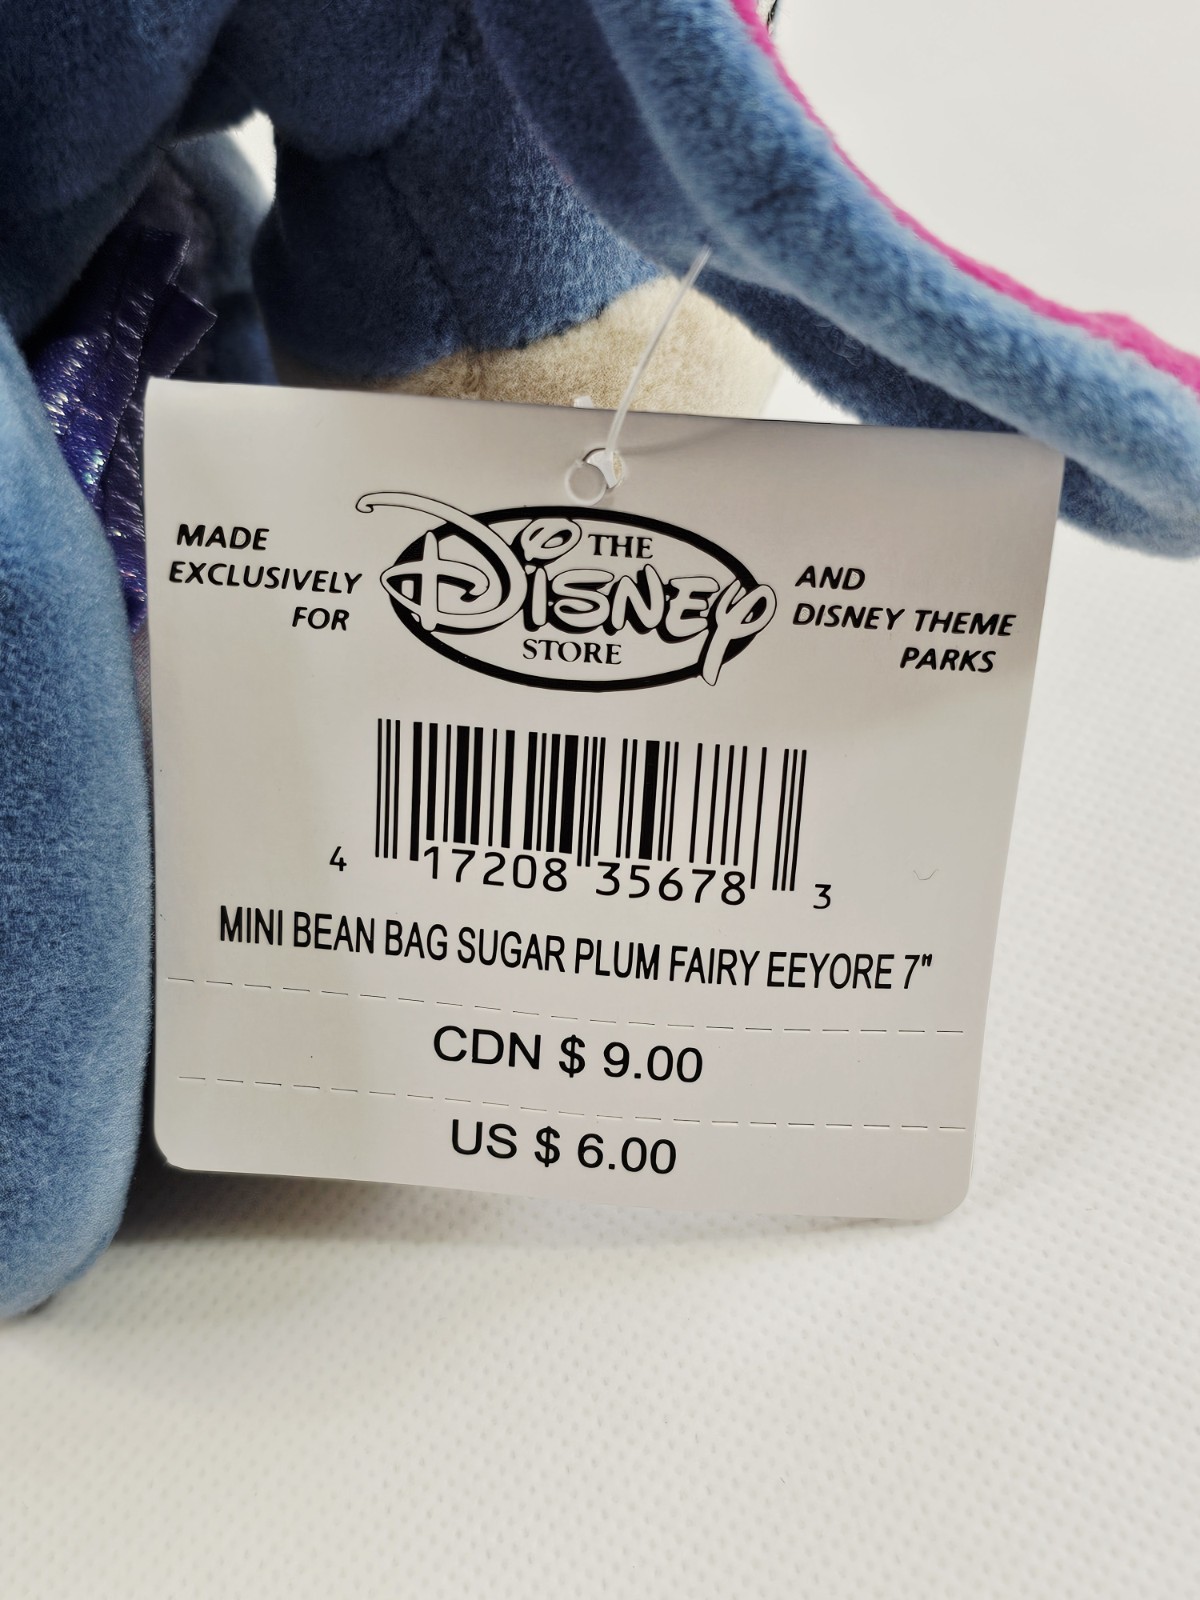 MADE
EXCLUSIVELY
FOR
THE
DISNEY
STORE
AND
DISNEY THEME
PARKS
4 17208 35678 3
MINI BEAN BAG SUGAR PLUM FAIRY EEYORE 7"
CDN $ 9.00
US $ 6.00